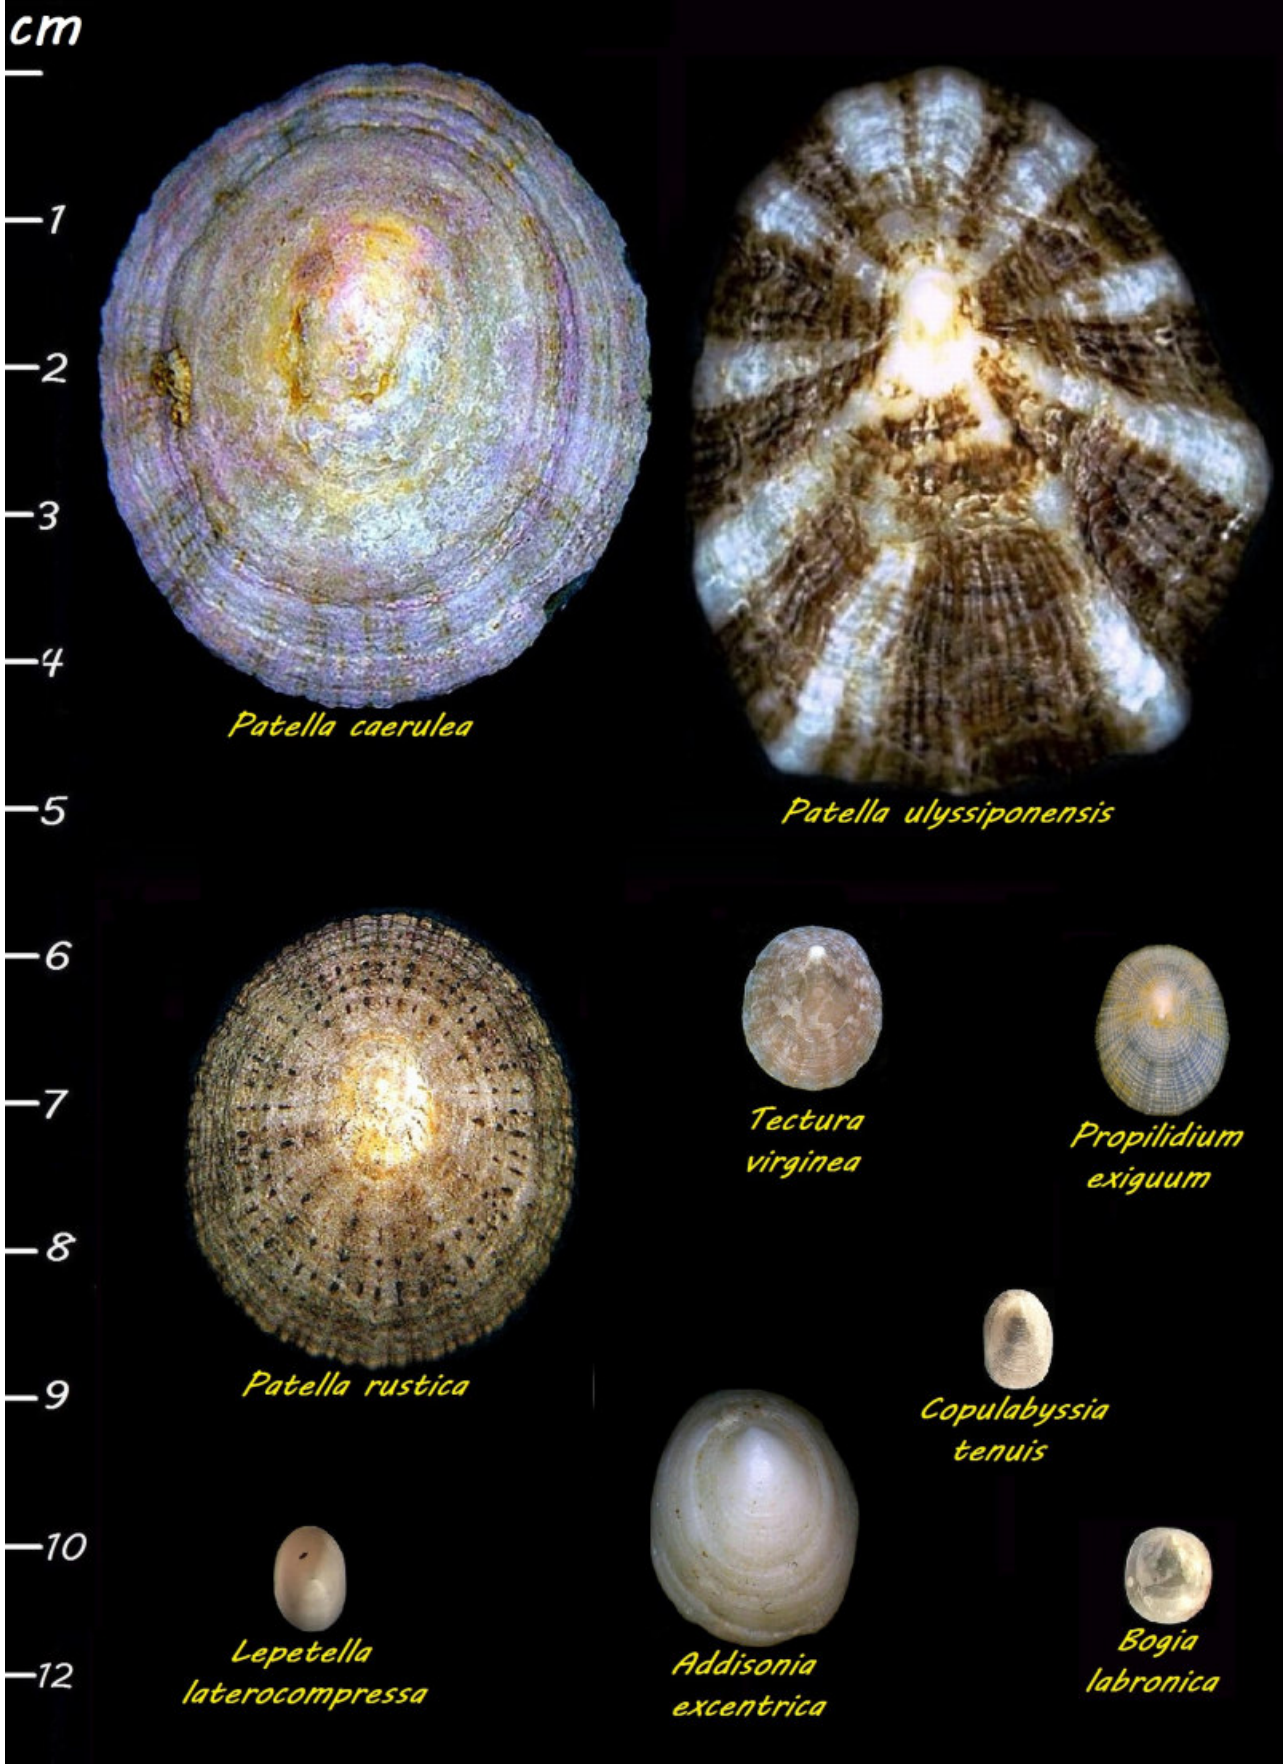 cm
1
2
3
4
Patella caerulea
5
Patella ulyssiponensis
6
7
Tectura
virginea
Propilidium
exiguum
8
9
Patella rustica
Copulabyssia
tenuis
10
Lepetella
laterocompressa
Addisonia
excentrica
Bogia
labronica
12